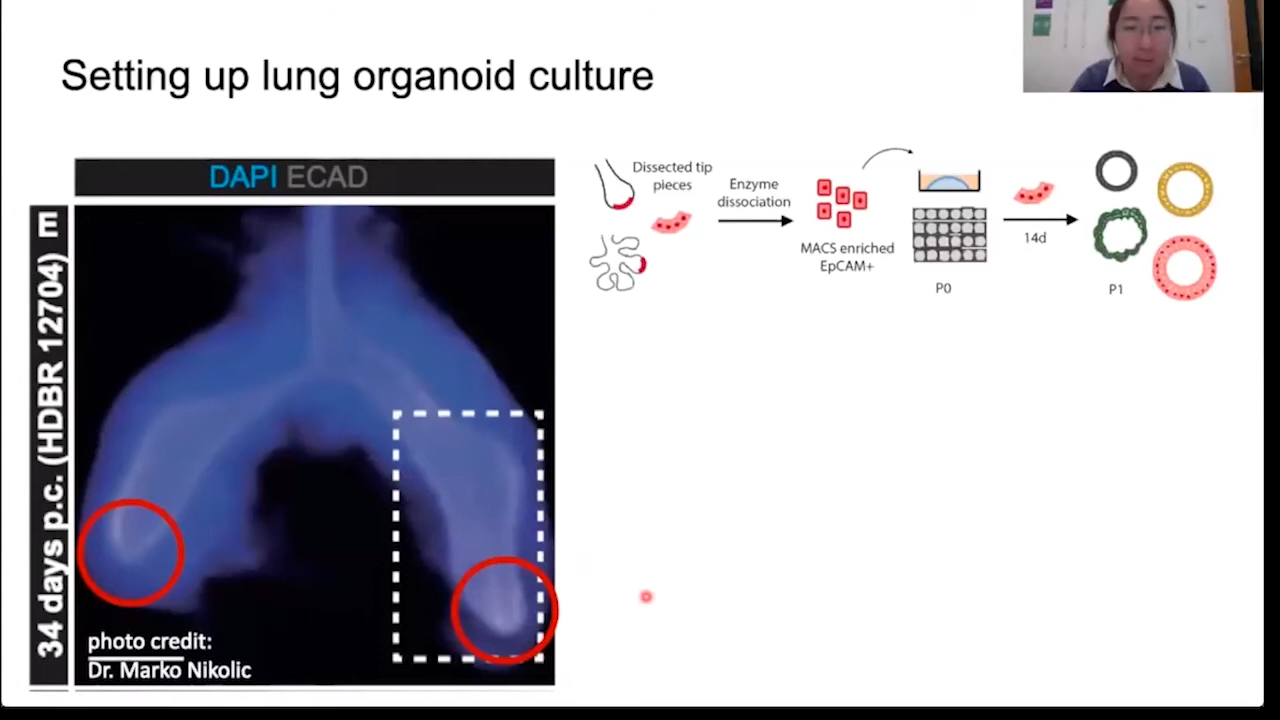 Setting up lung organoid culture
DAPI ECAD
E
34 days p.c. (HDBR 12704)
photo credit:
Dr. Marko Nikolic
Dissected tip
pieces
Enzyme
dissociation
MACS enriched
EpCAM+
P0
14d
P1